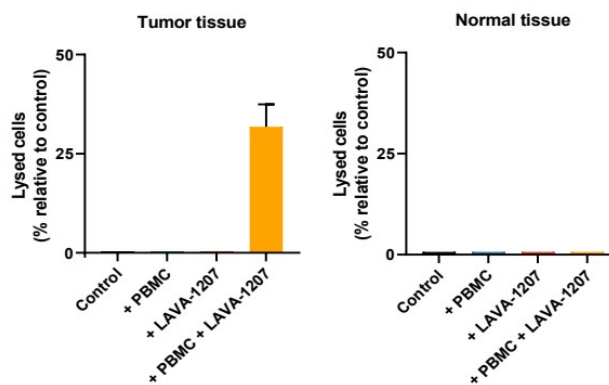 Tumor tissue
Lysed cells
(% relative to control)
50
25
0
Control
+ PBMC
+ LAVA-1207
+ PBMC + LAVA-1207
Normal tissue
Lysed cells
(% relative to control)
50
25
0
Control
+ PBMC
+ LAVA-1207
+ PBMC + LAVA-1207